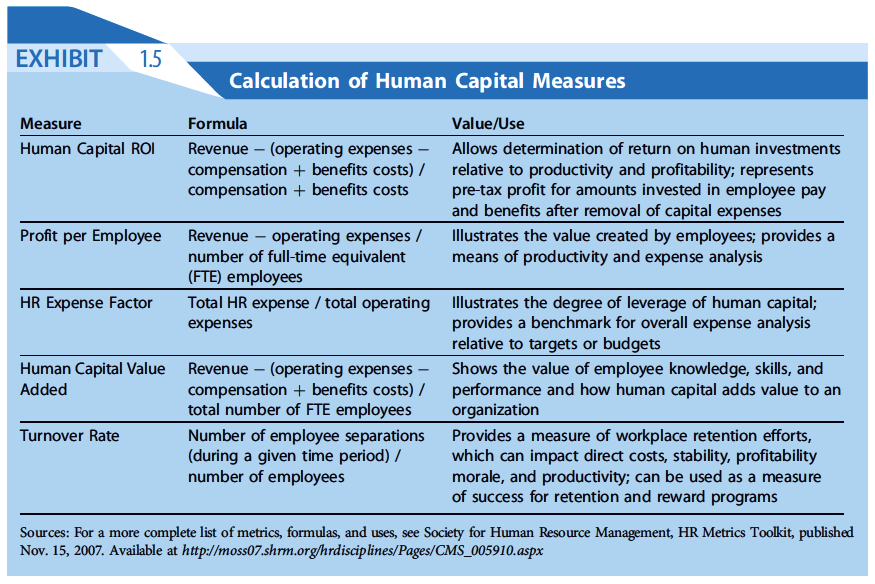 EXHIBIT 1.5
Calculation of Human Capital Measures
Measure Formula Value/Use
Human Capital ROI Revenue − (operating expenses − Allows determination of return on human investments
compensation + benefits costs) / relative to productivity and profitability; represents
compensation + benefits costs pre-tax profit for amounts invested in employee pay
and benefits after removal of capital expenses
Profit per Employee Revenue − operating expenses / Illustrates the value created by employees; provides a
number of full-time equivalent means of productivity and expense analysis
(FTE) employees
HR Expense Factor Total HR expense / total operating Illustrates the degree of leverage of human capital;
expenses provides a benchmark for overall expense analysis
relative to targets or budgets
Human Capital Value Revenue − (operating expenses − Shows the value of employee knowledge, skills, and
Added compensation + benefits costs) / performance and how human capital adds value to an
total number of FTE employees organization
Turnover Rate Number of employee separations Provides a measure of workplace retention efforts,
(during a given time period) / which can impact direct costs, stability, profitability
number of employees morale, and productivity; can be used as a measure
of success for retention and reward programs
Sources: For a more complete list of metrics, formulas, and uses, see Society for Human Resource Management, HR Metrics Toolkit, published
Nov. 15, 2007. Available at http://moss07.shrm.org/hrdisciplines/Pages/CMS_005910.aspx